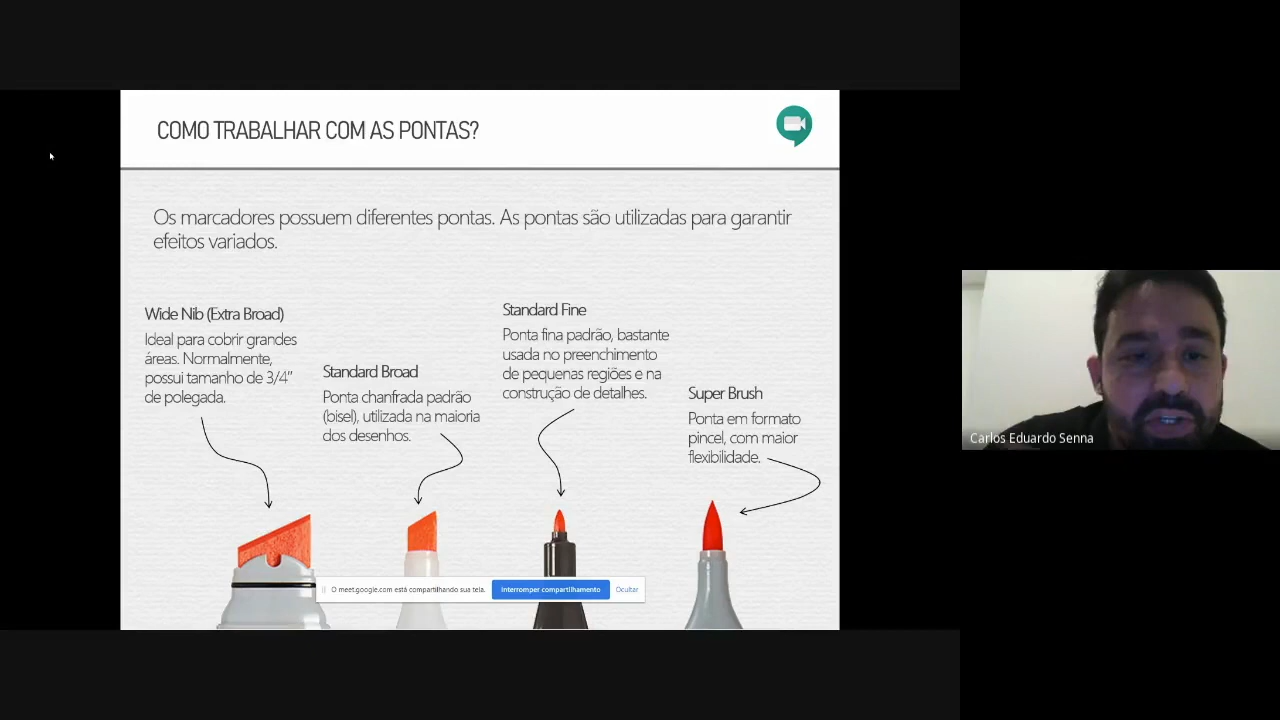 COMO TRABALHAR COM AS PONTAS?
Os marcadores possuem diferentes pontas. As pontas são utilizadas para garantir
efeitos variados.
Wide Nib (Extra Broad)
Ideal para cobrir grandes
áreas. Normalmente,
possui tamanho de 3/4”
de polegada.
Standard Broad
Ponta chanfrada padrão
(bisel), utilizada na maioria
dos desenhos.
Standard Fine
Ponta fina padrão, bastante
usada no preenchimento
de pequenas regiões e na
construção de detalhes.
Super Brush
Ponta em formato
pincel, com maior
flexibilidade.
O meet.google.com está compartilhando sua tela.
Interromper compartilhamento
Ocultar
Carlos Eduardo Senna